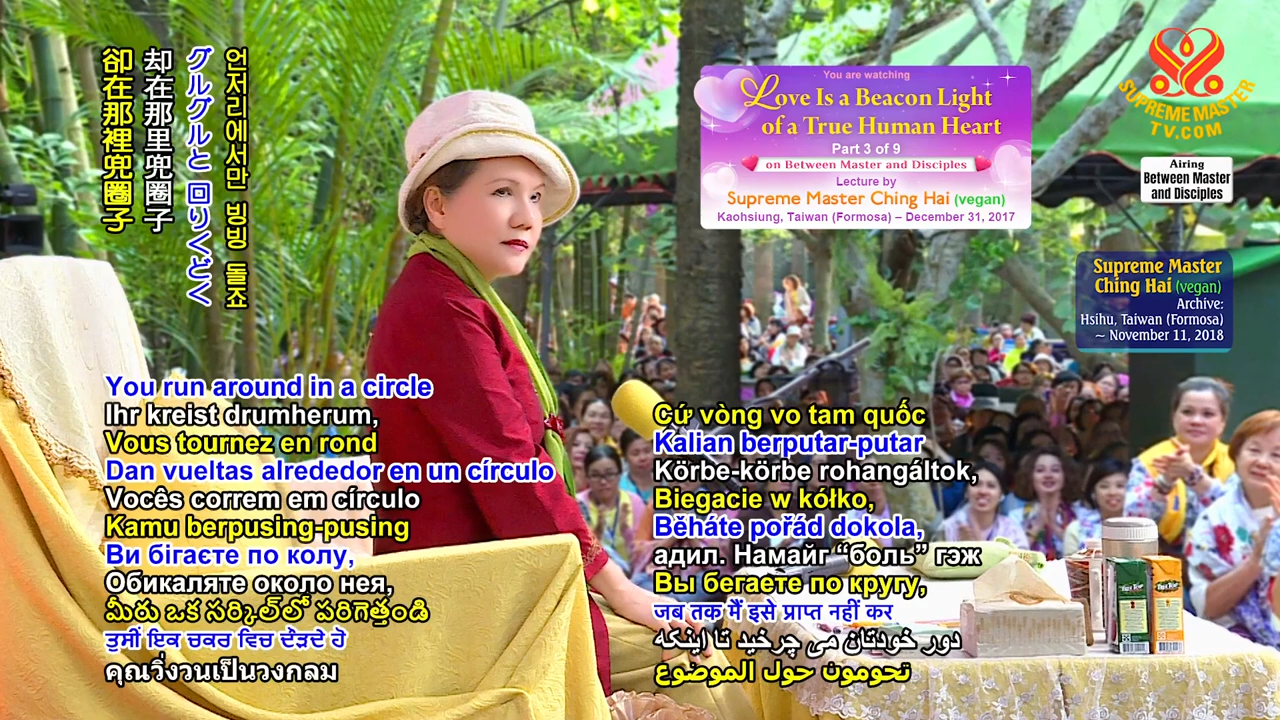 언저리에서만 빙빙 돌죠
グルグルと 回りくどく
却在那里兜圈子
卻在那裡兜圈子
You are watching
Love Is a Beacon Light
of a True Human Heart
Part 3 of 9
on Between Master and Disciples
Lecture by
Supreme Master Ching Hai (vegan)
Kaohsiung, Taiwan (Formosa) – December 31, 2017
SUPREME MASTER
TV.COM
Airing
Between Master
and Disciples
Supreme Master
Ching Hai (vegan)
Archive:
Hsihu, Taiwan (Formosa)
~ November 11, 2018
You run around in a circle
Ihr kreist drumherum,
Vous tournez en rond
Dan vueltas alrededor en un círculo
Vocês correm em círculo
Kamu berpusing-pusing
Ви бігаєте по колу,
Обикаляте около нея,
మీరు ఒక సర్కిల్‌లో పరిగెత్తండి
ਤੁਸੀਂ ਇਕ ਚਕਰ ਵਿਚ ਦੌੜਦੇ ਹੋ
คุณวิ่งวนเป็นวงกลม
Cứ vòng vo tam quốc
Kalian berputar-putar
Körbe-körbe rohangáltok,
Biegacie w kółko,
Běháte pořád dokola,
адил. Намайг “боль” гэж
Вы бегаете по кругу,
जब तक मैं इसे प्राप्त नहीं कर
دور خودتان می چرخید تا اینکه
تحومون حول الموضوع
TREE TOP